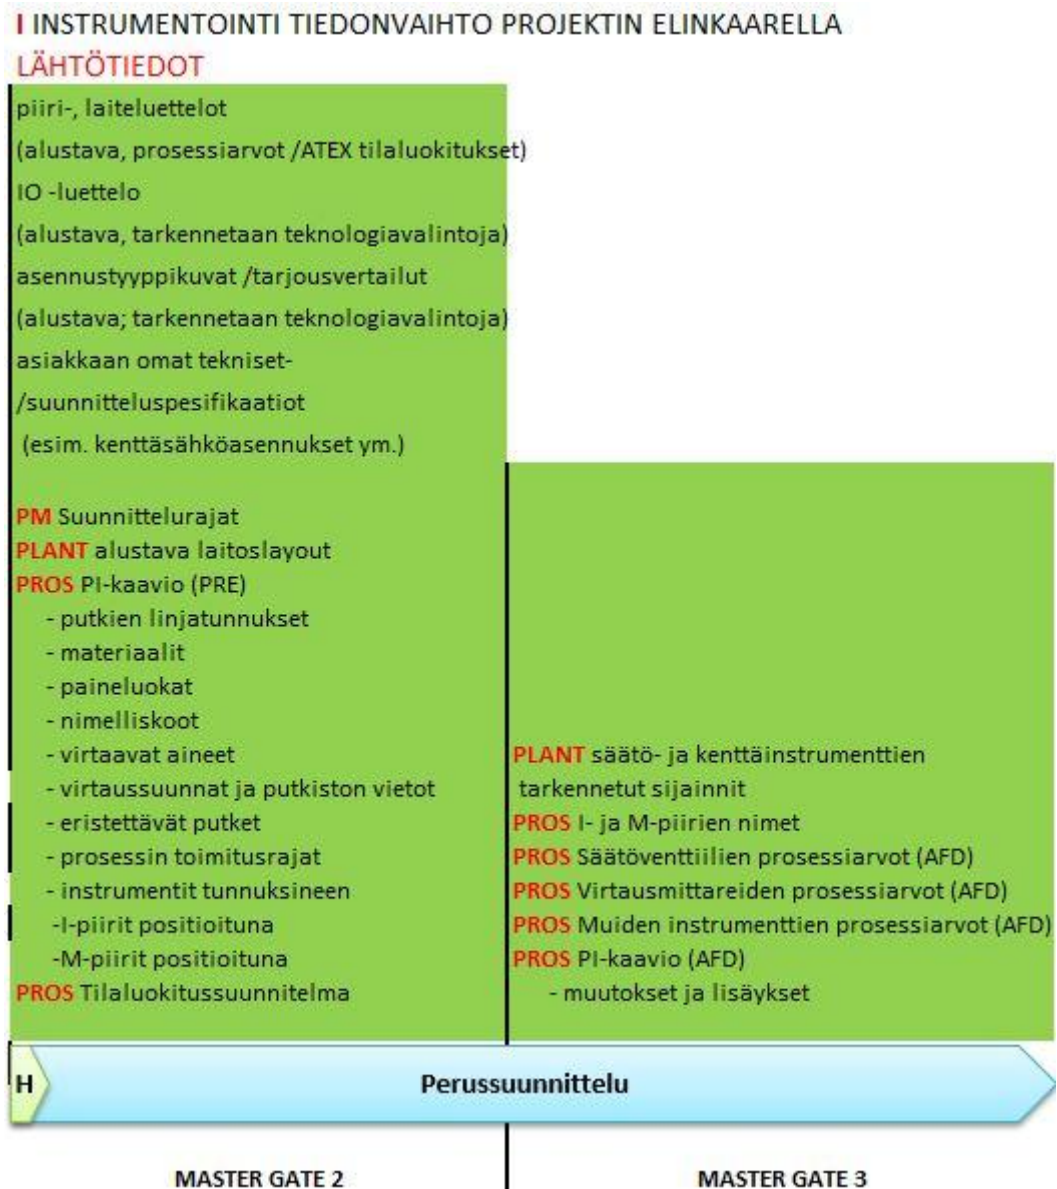 I INSTRUMENTOINTI TIEDONVAIHTO PROJEKTIN ELINKAARELLA
LÄHTÖTIEDOT
piiri-, laiteluettelot
(alustava, prosessiarvot /ATEX tilaluokitukset)
IO -luettelo
(alustava, tarkennetaan teknologiavalintoja)
asennustyyppikuvat /tarjousvertailut
(alustava; tarkennetaan teknologiavalintoja)
asiakkaan omat tekniset-
/suunnitteluspesifikaatiot
(esim. kenttäsähköasennukset ym.)
PM Suunnittelurajat
PLANT alustava laitoslayout
PROS PI-kaavio (PRE)
- putkien linjatunnukset
- materiaalit
- paineluokat
- nimelliskoot
- virtaavat aineet
- virtaussuunnat ja putkiston vietot
- eristettävät putket
- prosessin toimitusrajat
- instrumentit tunnuksineen
-I-piirit positioituna
-M-piirit positioituna
PROS Tilaluokitussuunnitelma
PLANT säätö- ja kenttäinstrumenttien
tarkennetut sijainnit
PROS I- ja M-piirien nimet
PROS Säätöventtiilien prosessiarvot (AFD)
PROS Virtausmittareiden prosessiarvot (AFD)
PROS Muiden instrumenttien prosessiarvot (AFD)
PROS PI-kaavio (AFD)
- muutokset ja lisäykset
H
Perussuunnittelu
MASTER GATE 2
MASTER GATE 3